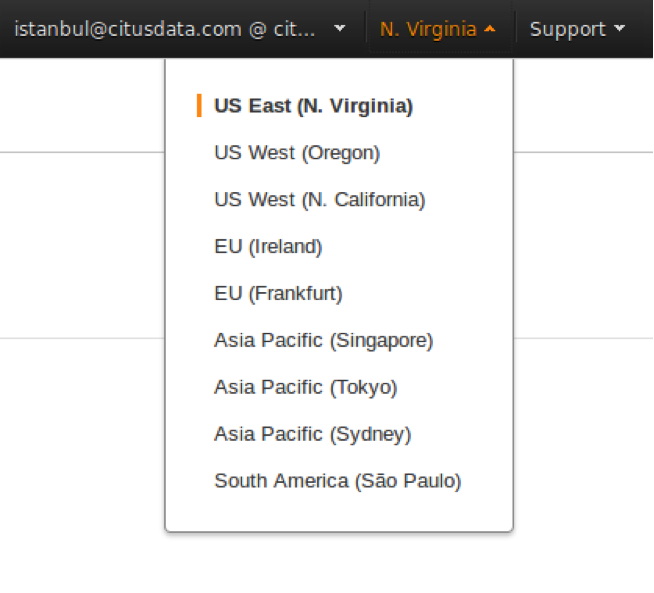 istanbul@citusdata.com @ cit... N. Virginia Support
US East (N. Virginia)
US West (Oregon)
US West (N. California)
EU (Ireland)
EU (Frankfurt)
Asia Pacific (Singapore)
Asia Pacific (Tokyo)
Asia Pacific (Sydney)
South America (São Paulo)